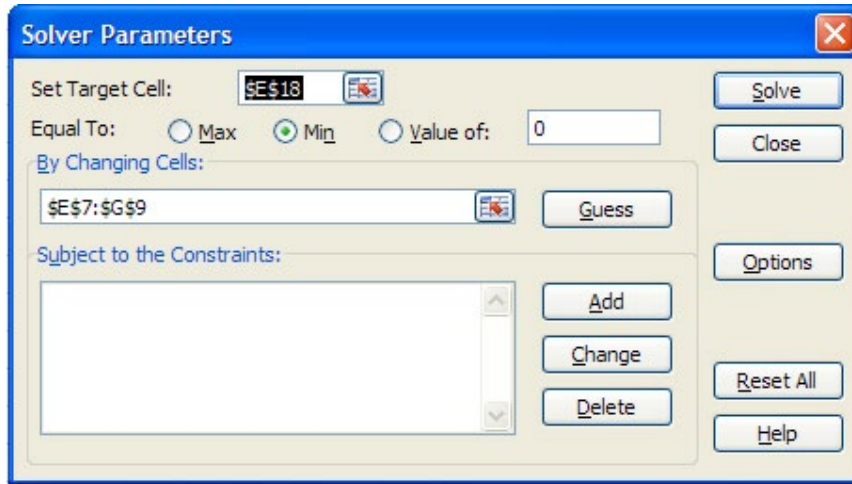 Solver Parameters
Set Target Cell: $E$18
Solve
Equal To: Max Min Value of: 0
Close
By Changing Cells:
$E$7:$G$9
Guess
Subject to the Constraints:
Options
Add
Change
Reset All
Delete
Help